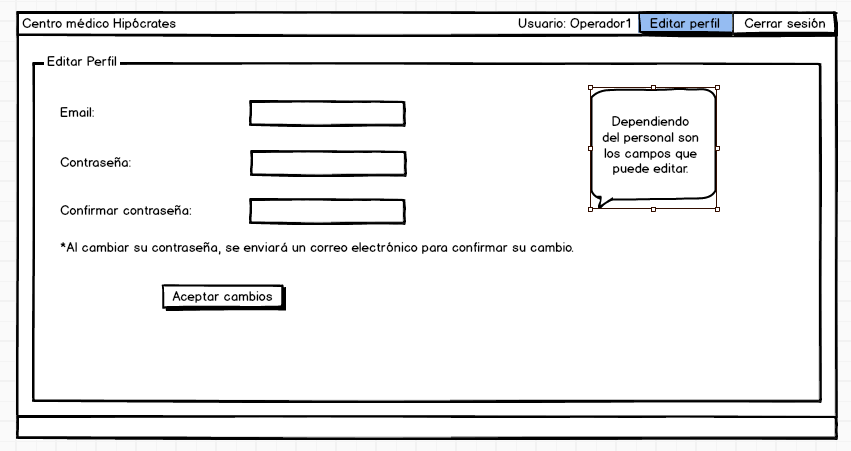 Centro médico Hipócrates
Usuario: Operador1
Editar perfil
Cerrar sesión
Editar Perfil
Email:
Contraseña:
Confirmar contraseña:
*Al cambiar su contraseña, se enviará un correo electrónico para confirmar su cambio.
Aceptar cambios
Dependiendo
del personal son
los campos que
puede editar.